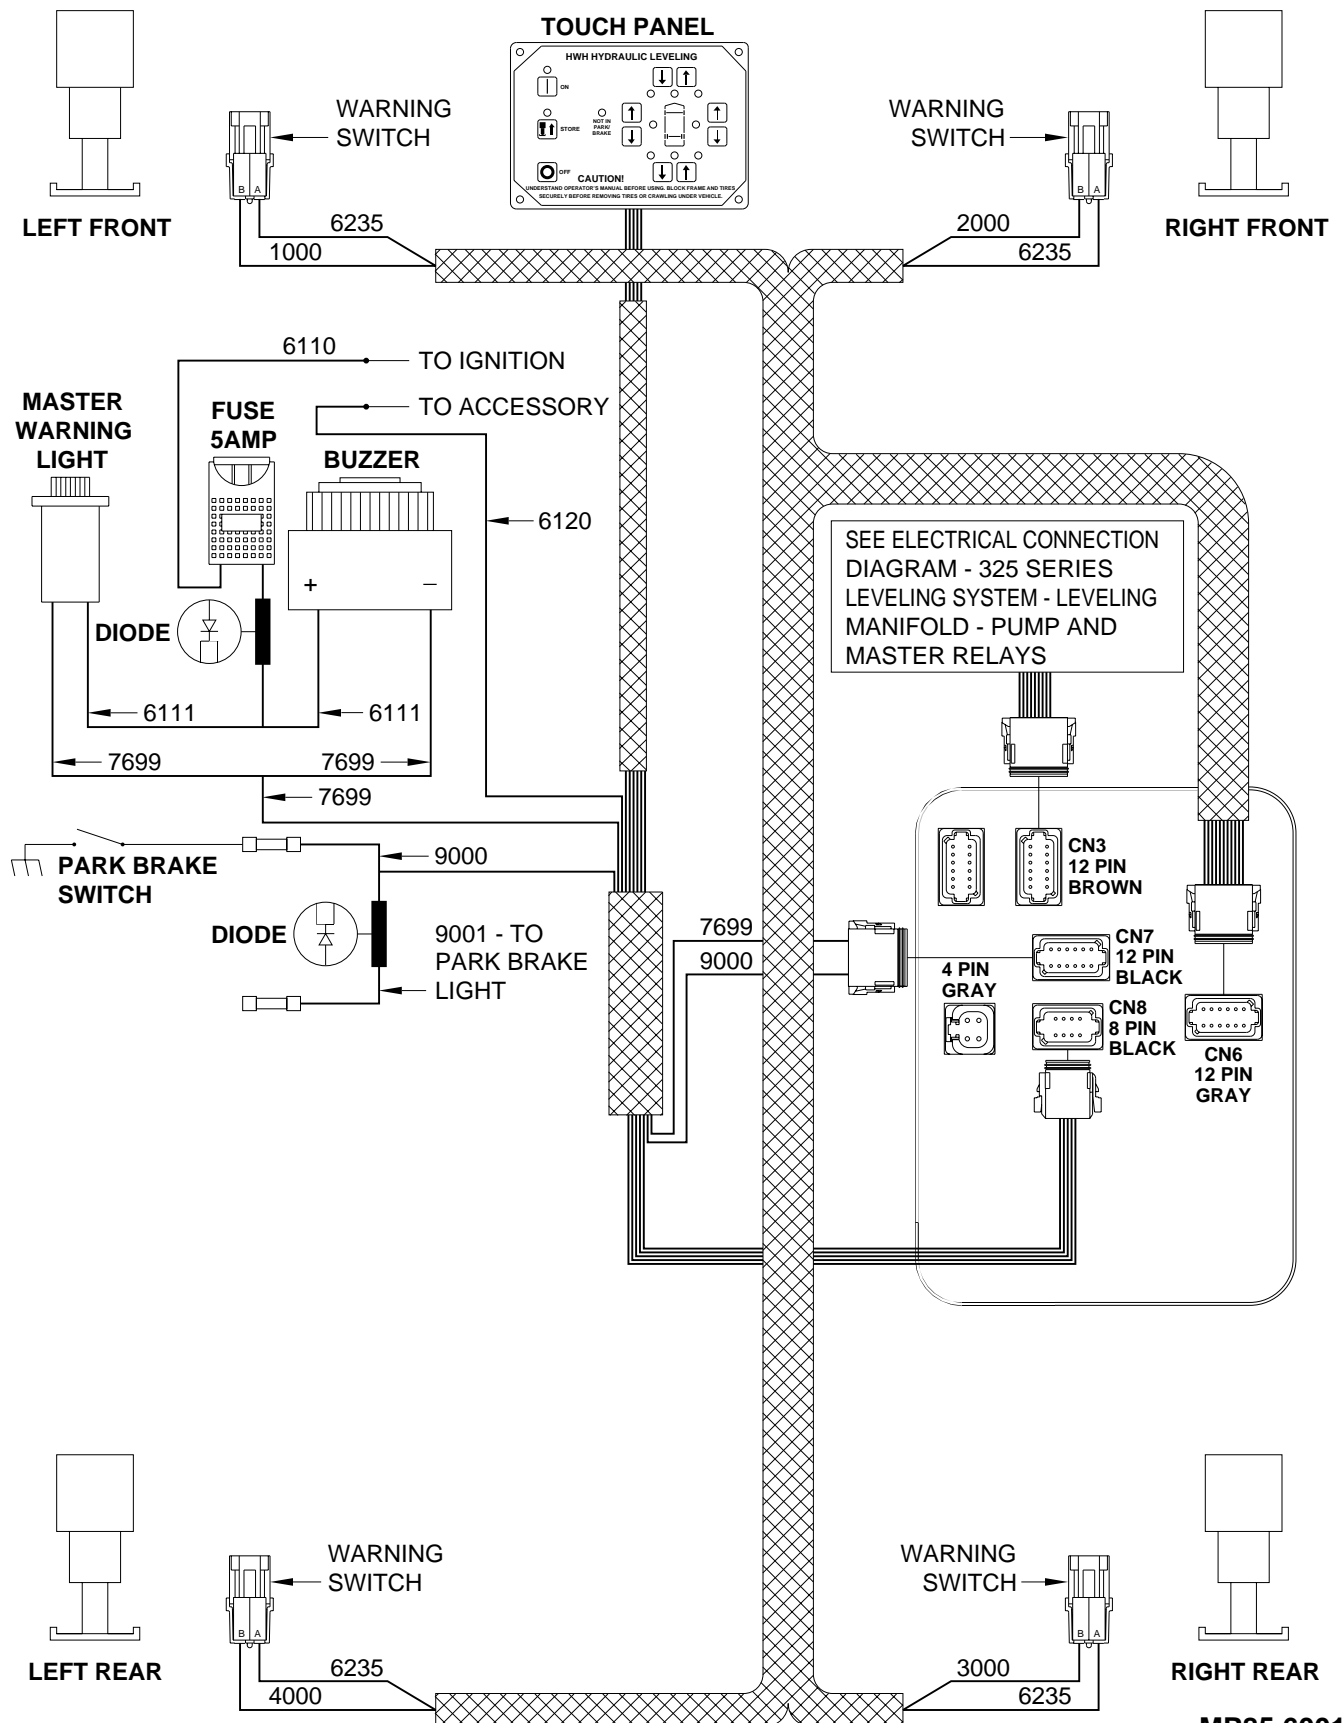 TOUCH PANEL
HWH HYDRAULIC LEVELING
ON
STORE
NOT IN
PARK/
BRAKE
OFF
CAUTION!
UNDERSTAND OPERATOR'S MANUAL BEFORE USING. BLOCK FRAME AND TIRES
SECURELY BEFORE REMOVING TIRES OR CRAWLING UNDER VEHICLE.
WARNING
SWITCH
B A
LEFT FRONT
6235
1000
WARNING
SWITCH
B A
RIGHT FRONT
2000
6235
6110
TO IGNITION
TO ACCESSORY
MASTER
WARNING
LIGHT
FUSE
5AMP
BUZZER
+ −
6120
DIODE
6111
6111
7699
7699
7699
SEE ELECTRICAL CONNECTION
DIAGRAM - 325 SERIES
LEVELING SYSTEM - LEVELING
MANIFOLD - PUMP AND
MASTER RELAYS
PARK BRAKE
SWITCH
9000
DIODE
9001 - TO
PARK BRAKE
LIGHT
7699
9000
CN3
12 PIN
BROWN
CN7
12 PIN
BLACK
4 PIN
GRAY
CN8
8 PIN
BLACK
CN6
12 PIN
GRAY
WARNING
SWITCH
B A
LEFT REAR
6235
4000
WARNING
SWITCH
B A
RIGHT REAR
3000
6235